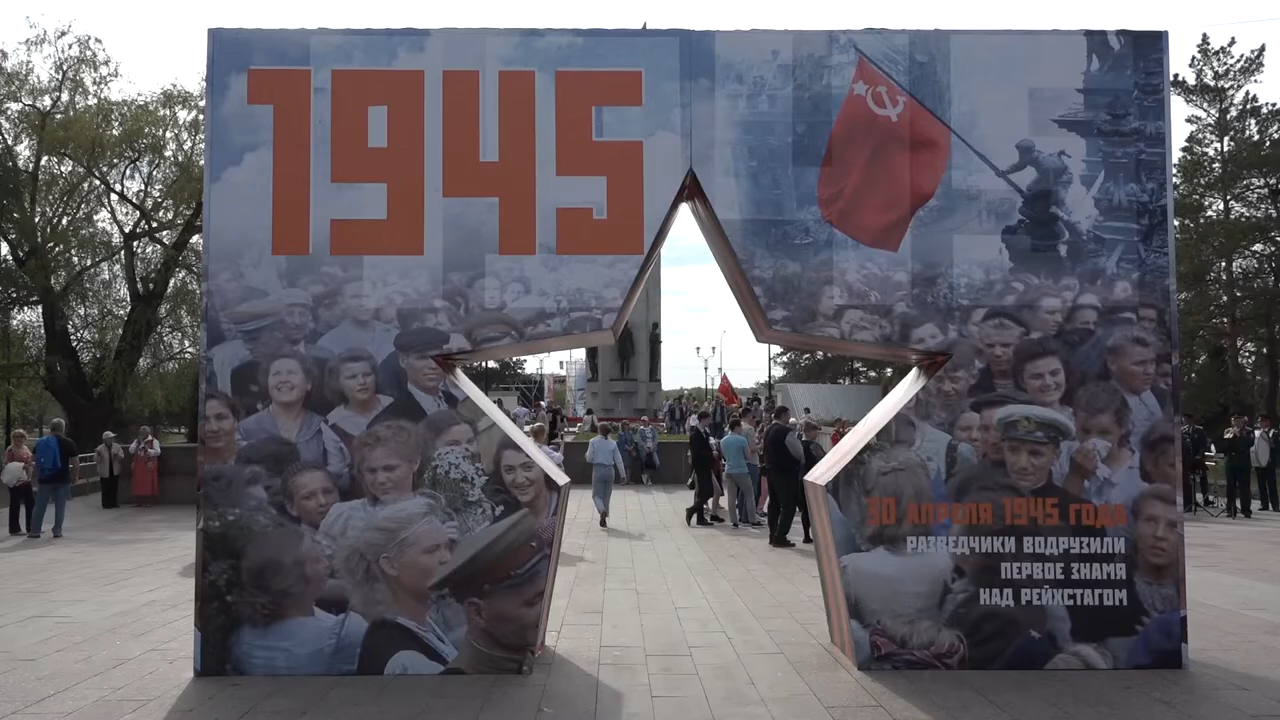 1945
30 АПРЕЛЯ 1945 ГОДА
РАЗВЕДЧИКИ ВОДРУЗИЛИ
ПЕРВОЕ ЗНАМЯ
НАД РЕЙХСТАГОМ